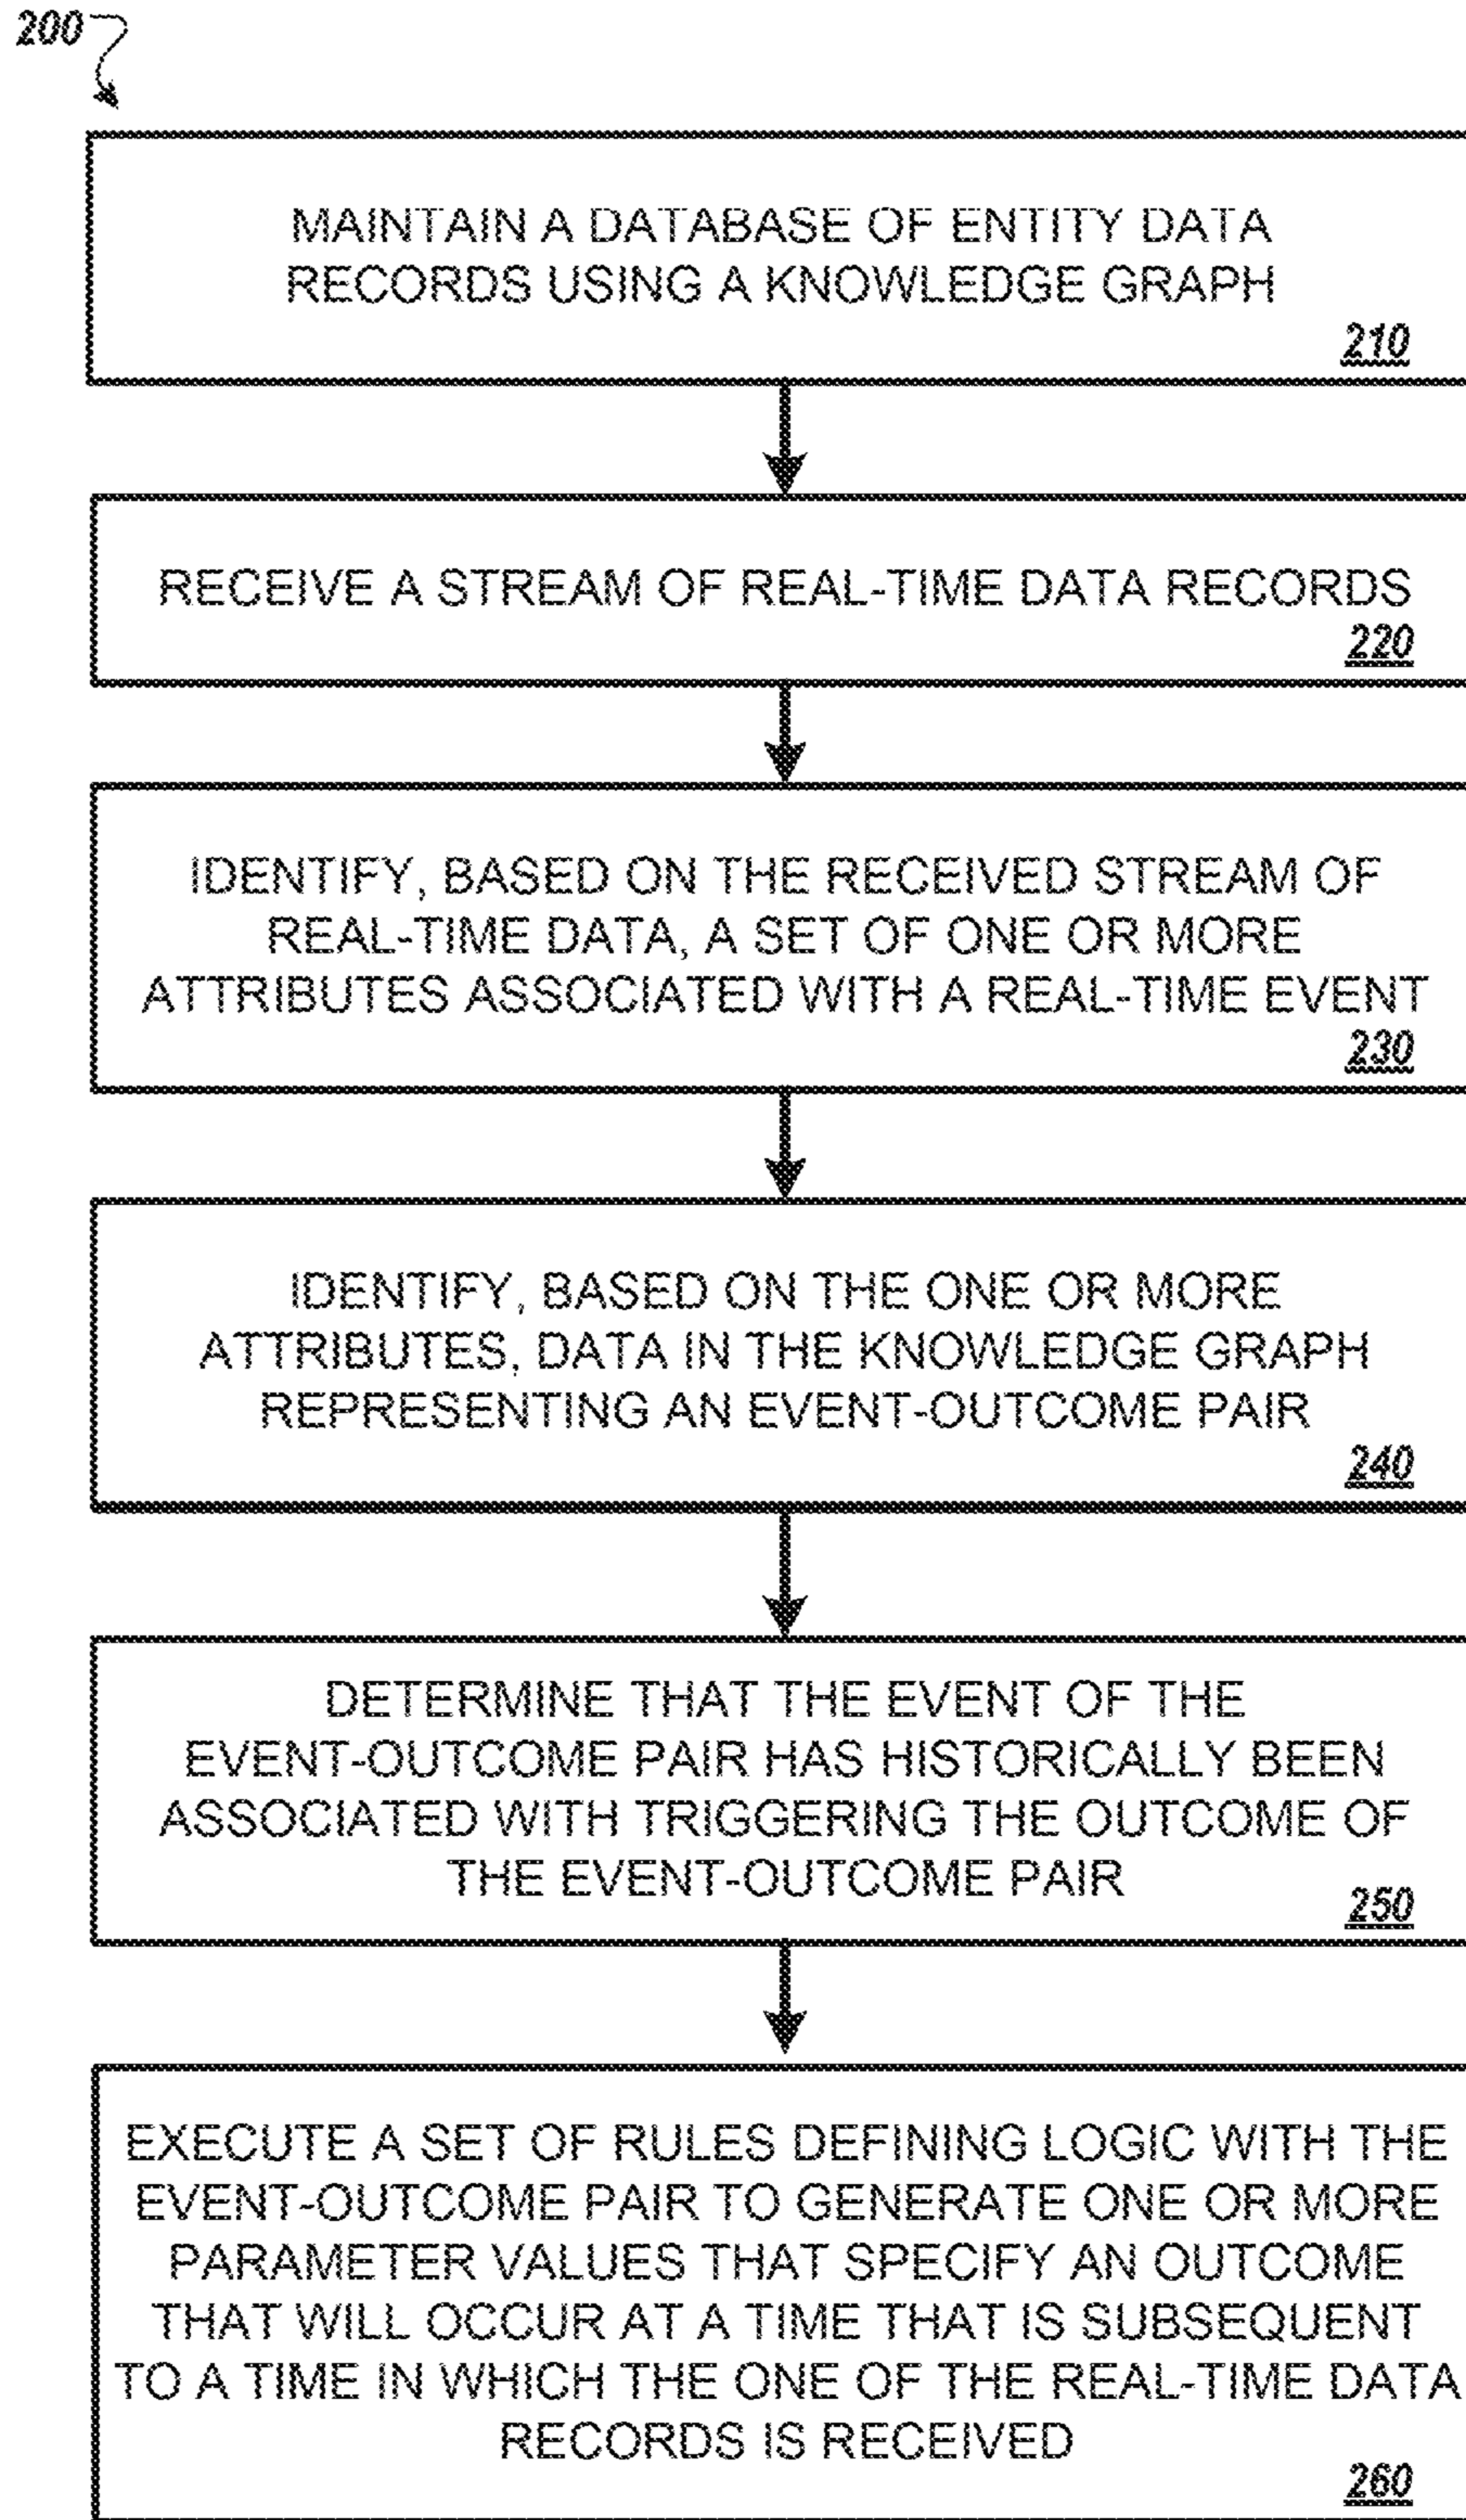 200
MAINTAIN A DATABASE OF ENTITY DATA
RECORDS USING A KNOWLEDGE GRAPH
210
RECEIVE A STREAM OF REAL-TIME DATA RECORDS
220
IDENTIFY, BASED ON THE RECEIVED STREAM OF
REAL-TIME DATA, A SET OF ONE OR MORE
ATTRIBUTES ASSOCIATED WITH A REAL-TIME EVENT
230
IDENTIFY, BASED ON THE ONE OR MORE
ATTRIBUTES, DATA IN THE KNOWLEDGE GRAPH
REPRESENTING AN EVENT-OUTCOME PAIR
240
DETERMINE THAT THE EVENT OF THE
EVENT-OUTCOME PAIR HAS HISTORICALLY BEEN
ASSOCIATED WITH TRIGGERING THE OUTCOME OF
THE EVENT-OUTCOME PAIR
250
EXECUTE A SET OF RULES DEFINING LOGIC WITH THE
EVENT-OUTCOME PAIR TO GENERATE ONE OR MORE
PARAMETER VALUES THAT SPECIFY AN OUTCOME
THAT WILL OCCUR AT A TIME THAT IS SUBSEQUENT
TO A TIME IN WHICH THE ONE OF THE REAL-TIME DATA
RECORDS IS RECEIVED
260